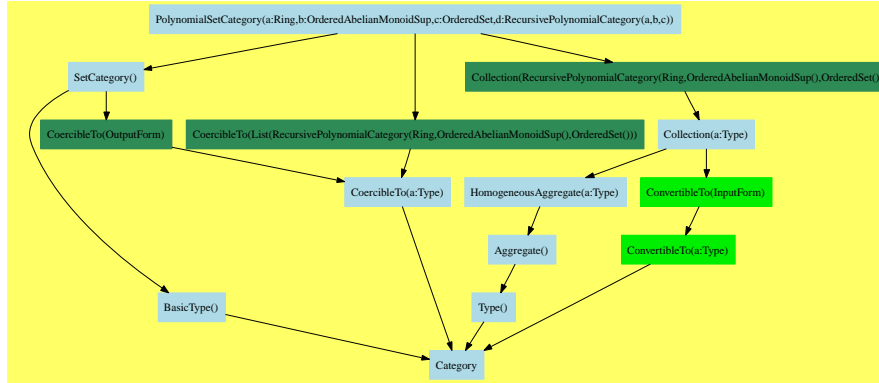 PolynomialSetCategory(a:Ring,b:OrderedAbelianMonoidSup,c:OrderedSet,d:RecursivePolynomialCategory(a,b,c))
SetCategory()
Collection(RecursivePolynomialCategory(Ring,OrderedAbelianMonoidSup(),OrderedSet()
CoercibleTo(OutputForm)
CoercibleTo(List(RecursivePolynomialCategory(Ring,OrderedAbelianMonoidSup(),OrderedSet()))
Collection(a:Type)
CoercibleTo(a:Type)
HomogeneousAggregate(a:Type)
ConvertibleTo(InputForm)
Aggregate()
ConvertibleTo(a:Type)
BasicType()
Type()
Category